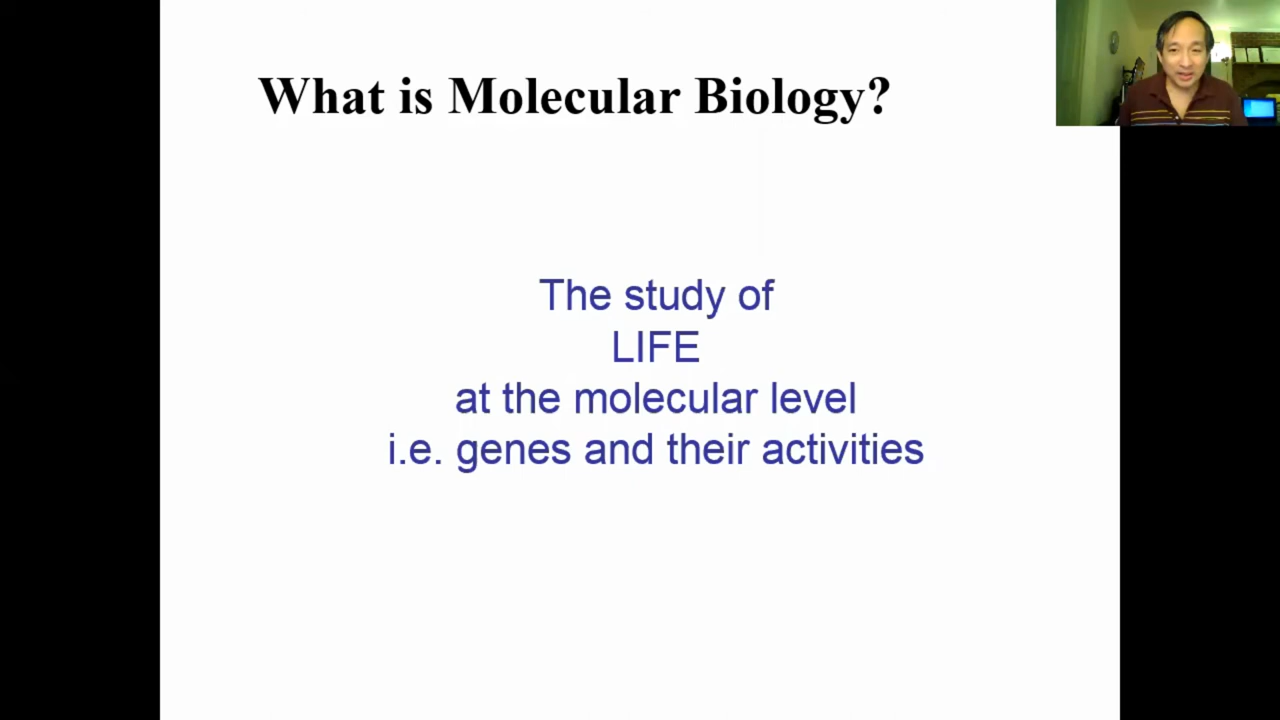 What is Molecular Biology?
The study of
LIFE
at the molecular level
i.e. genes and their activities